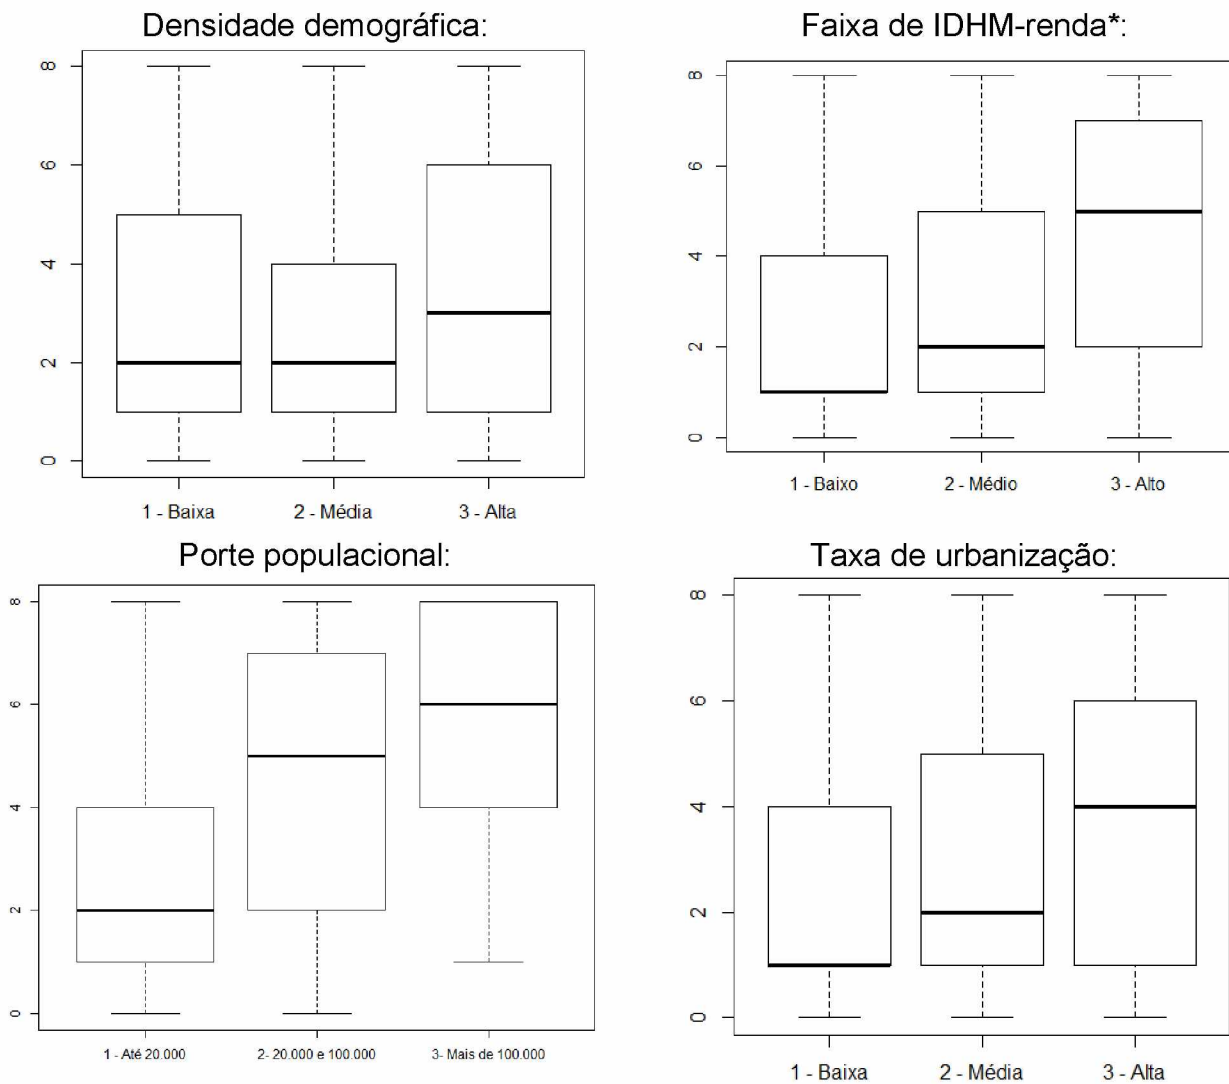 Densidade demográfica:
8
6
4
2
0
1 - Baixa 2 - Média 3 - Alta
Faixa de IDHM-renda*:
8
6
4
2
0
1 - Baixo 2 - Médio 3 - Alto
Porte populacional:
8
6
4
2
0
1 - Até 20.000 2- 20.000 e 100.000 3- Mais de 100.000
Taxa de urbanização:
8
6
4
2
0
1 - Baixa 2 - Média 3 - Alta